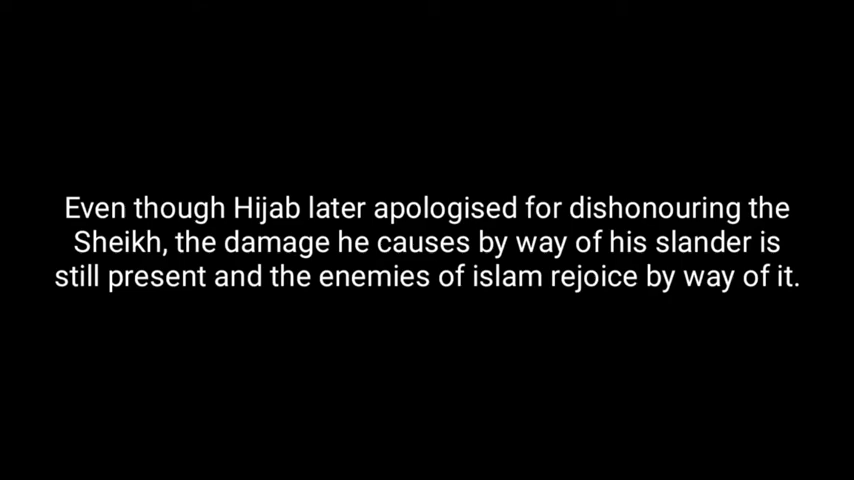 Even though Hijab later apologised for dishonouring the
Sheikh, the damage he causes by way of his slander is
still present and the enemies of islam rejoice by way of it.